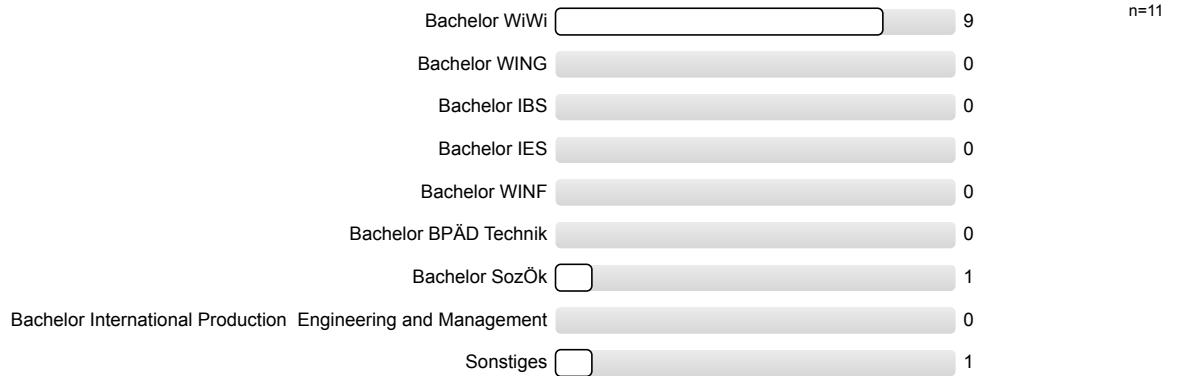 Bachelor WiWi 9 n=11
Bachelor WING 0
Bachelor IBS 0
Bachelor IES 0
Bachelor WINF 0
Bachelor BPÄD Technik 0
Bachelor SozÖk 1
Bachelor International Production  Engineering and Management 0
Sonstiges 1